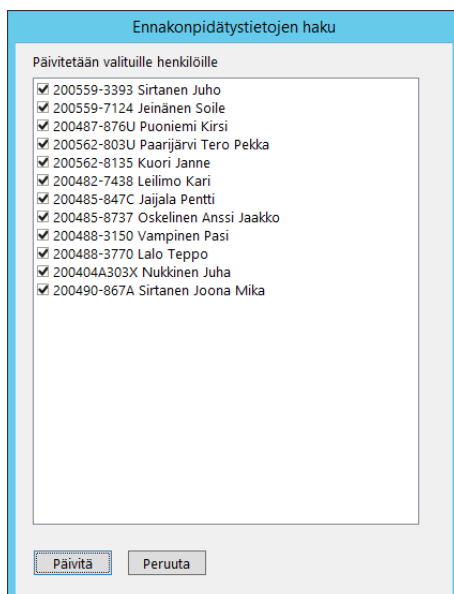 Ennakonpidätystietojen haku
Päivitetään valituille henkilöille
200559-3393 Sirtanen Juho
200559-7124 Jeinänen Soile
200487-876U Puoniemi Kirsi
200562-803U Paarijärvi Tero Pekka
200562-8135 Kuori Janne
200482-7438 Leilimo Kari
200485-847C Jaijala Pentti
200485-8737 Oskelinen Anssi Jaakko
200488-3150 Vampinen Pasi
200488-3770 Lalo Teppo
200404A303X Nukkinen Juha
200490-867A Sirtanen Joona Mika
Päivitä Peruuta